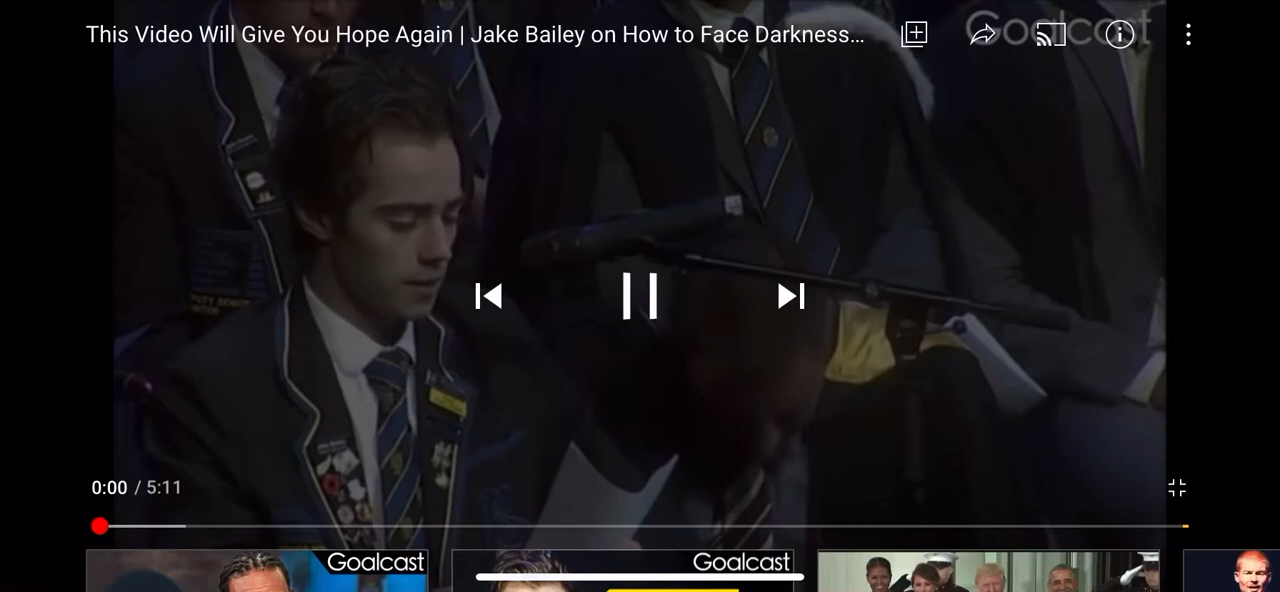 This Video Will Give You Hope Again | Jake Bailey on How to Face Darkness...
Goalcast
0:00 / 5:11
Goalcast
Goalcast